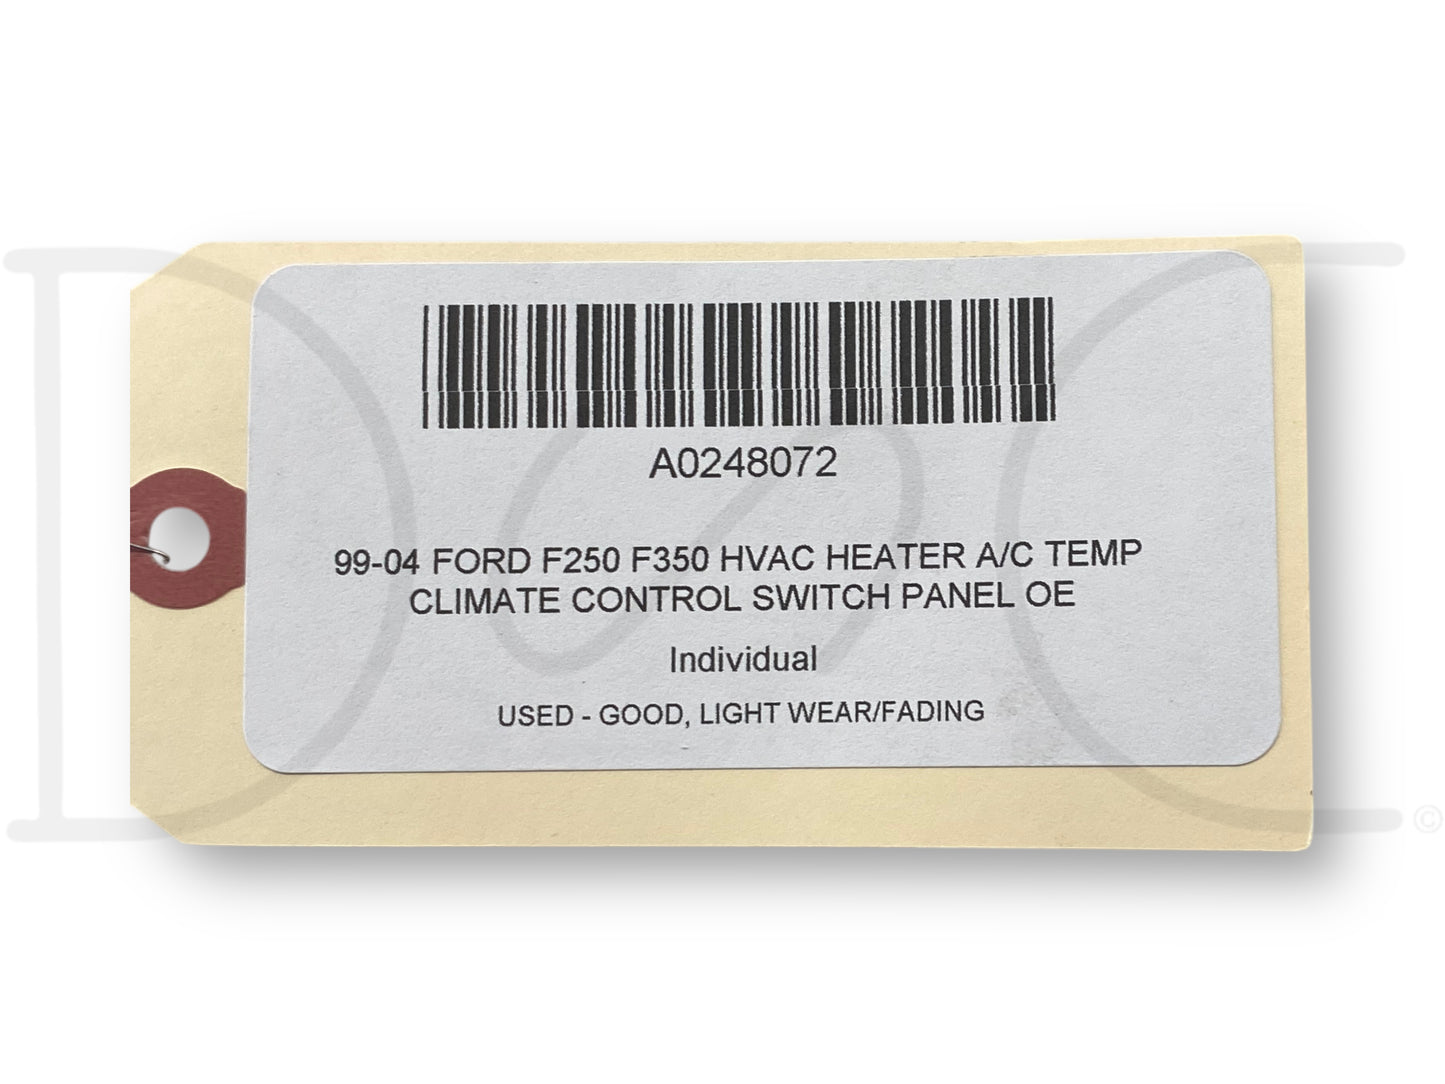 A0248072
99-04 FORD F250 F350 HVAC HEATER A/C TEMP
CLIMATE CONTROL SWITCH PANEL OE
Individual
USED - GOOD, LIGHT WEAR/FADING
©